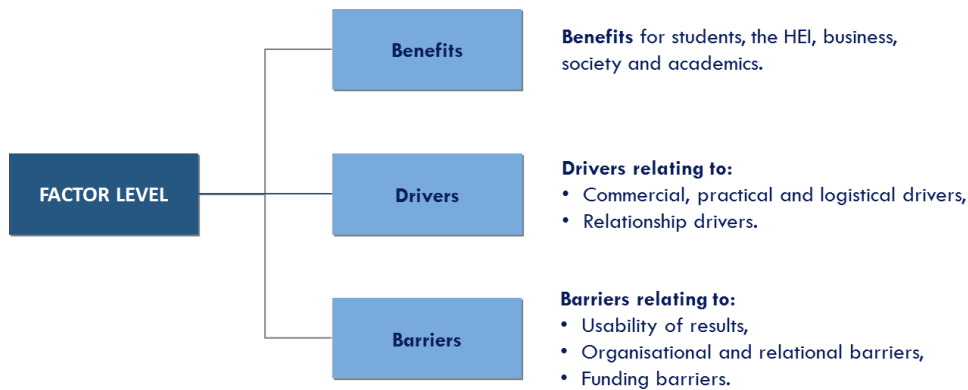 FACTOR LEVEL
Benefits
Benefits for students, the HEI, business,
society and academics.
Drivers
Drivers relating to:
• Commercial, practical and logistical drivers,
• Relationship drivers.
Barriers
Barriers relating to:
• Usability of results,
• Organisational and relational barriers,
• Funding barriers.